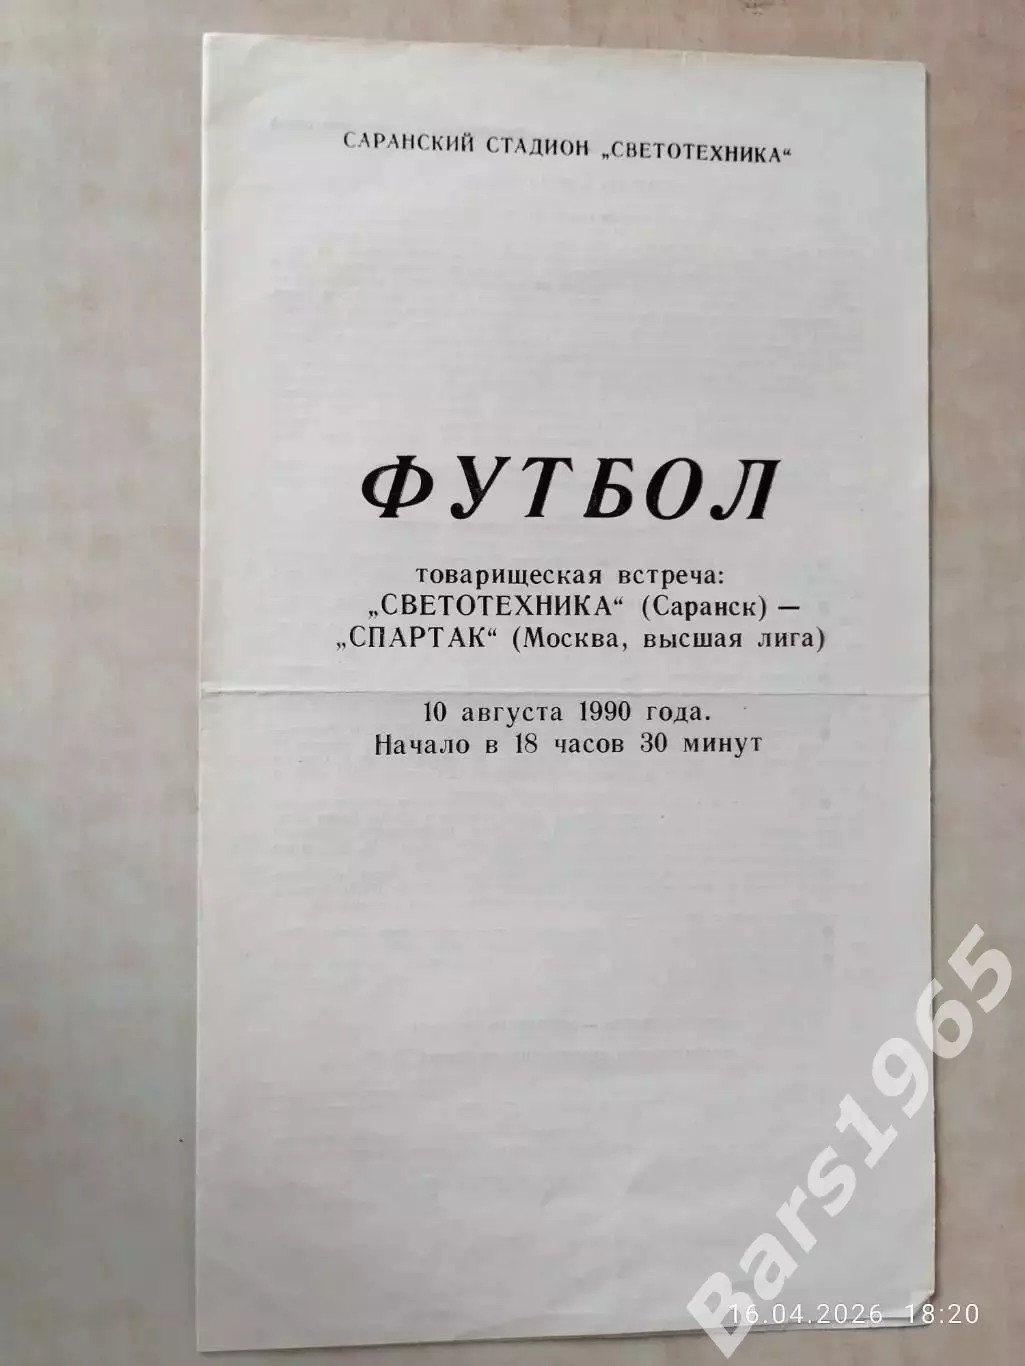 САРАНСКИЙ СТАДИОН „СВЕТОТЕХНИКА“
ФУТБОЛ
товарищеская встреча:
„СВЕТОТЕХНИКА“ (Саранск) —
„СПАРТАК“ (Москва, высшая лига)
10 августа 1990 года.
Начало в 18 часов 30 минут
Bars1965
16.04.2026 18:20